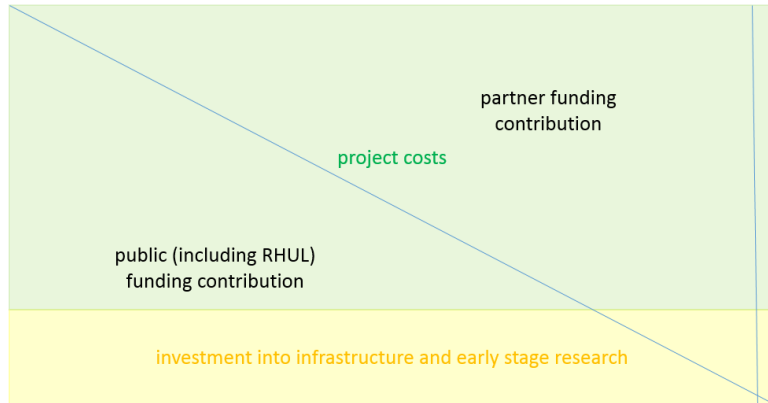 partner funding
contribution
project costs
public (including RHUL)
funding contribution
investment into infrastructure and early stage research